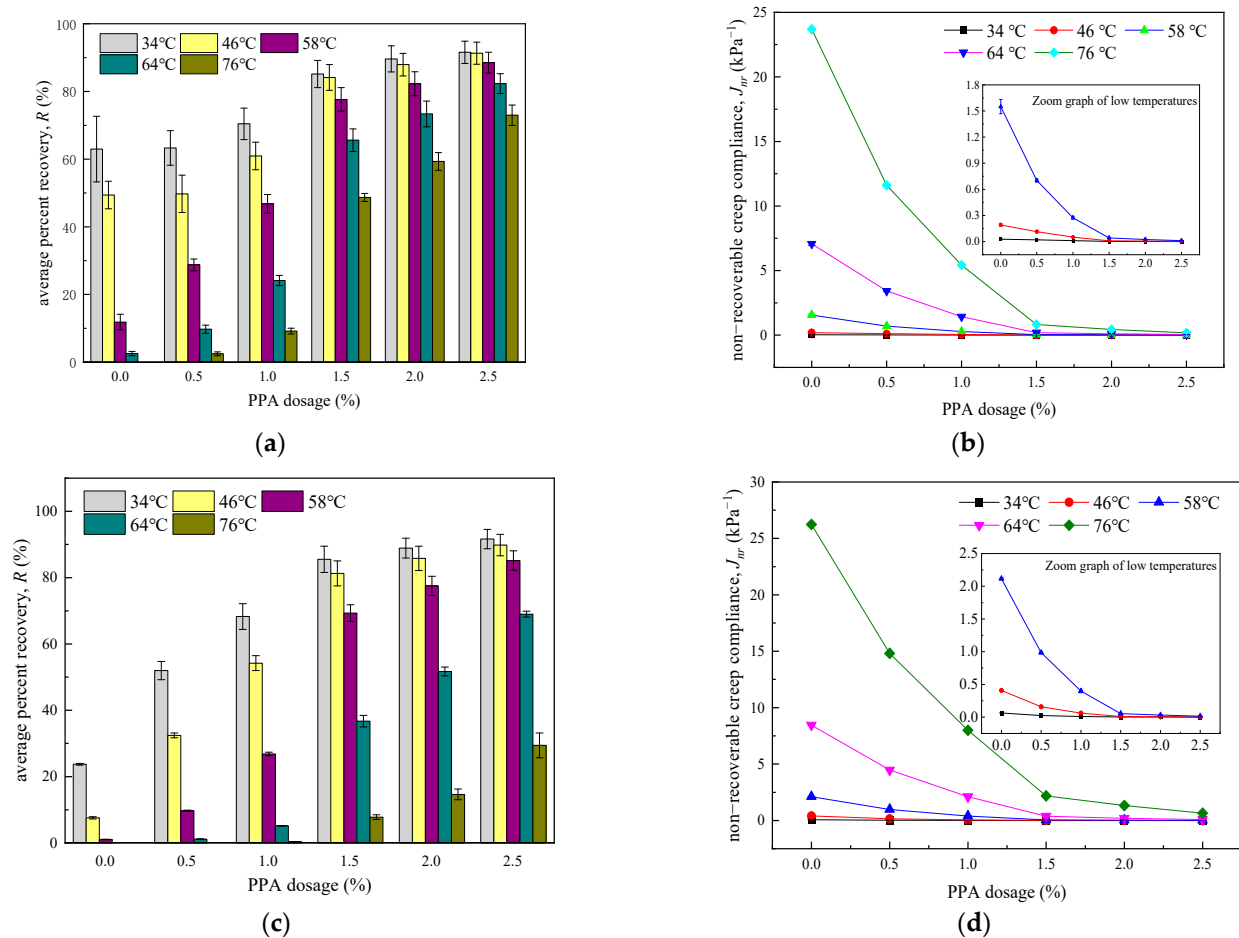 100
80
60
40
20
0
average percent recovery, R (%)
34℃ 46℃ 58℃
64℃ 76℃
0.0 0.5 1.0 1.5 2.0 2.5
PPA dosage (%)
(a)
25
20
15
10
5
0
non−recoverable creep compliance, Jnr (kPa−1)
34 ℃ 46 ℃ 58 ℃
64 ℃ 76 ℃
Zoom graph of low temperatures
1.8
1.5
1.2
0.9
0.6
0.3
0.0
0.0 0.5 1.0 1.5 2.0 2.5
0.0 0.5 1.0 1.5 2.0 2.5
PPA dosage (%)
(b)
100
80
60
40
20
0
average percent recovery, R (%)
34℃ 46℃ 58℃
64℃ 76℃
0.0 0.5 1.0 1.5 2.0 2.5
PPA dosage (%)
(c)
30
25
20
15
10
5
0
non−recoverable creep compliance, Jnr (kPa−1)
34℃ 46℃ 58℃
64℃ 76℃
Zoom graph of low temperatures
2.5
2.0
1.5
1.0
0.5
0.0
0.0 0.5 1.0 1.5 2.0 2.5
0.0 0.5 1.0 1.5 2.0 2.5
PPA dosage (%)
(d)